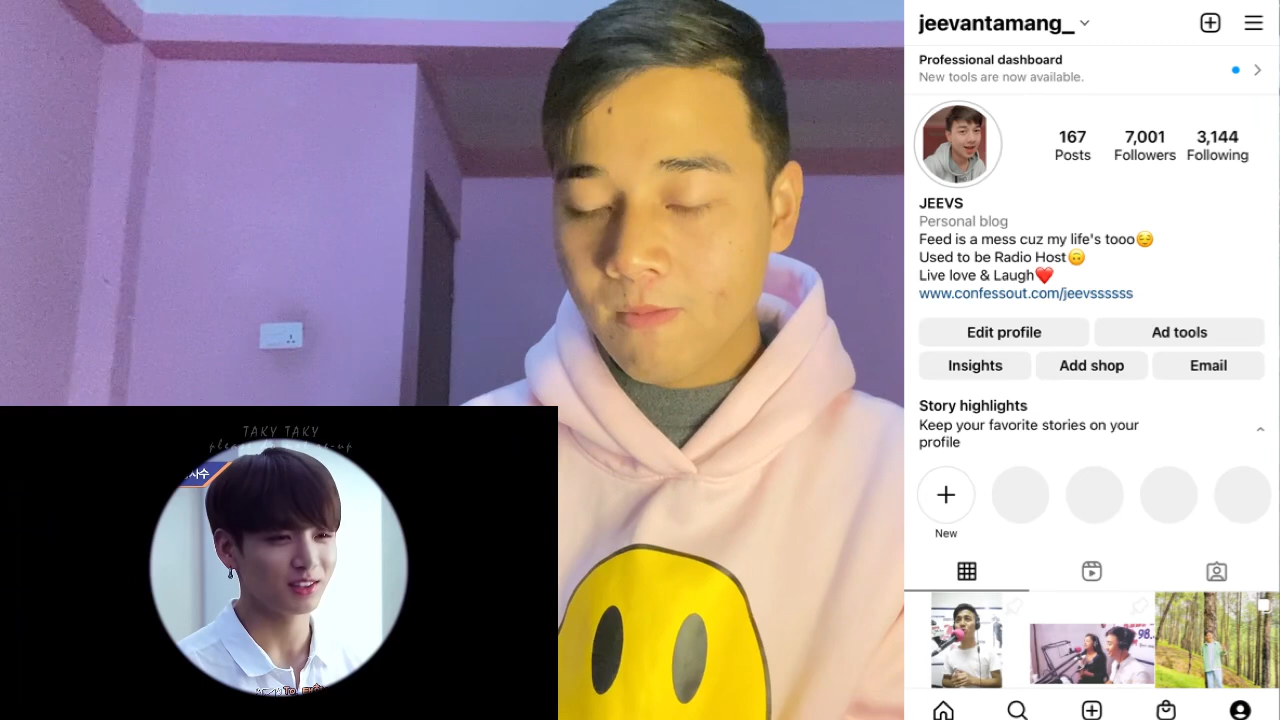 jeevantamang_
Professional dashboard
New tools are now available.
167 7,001 3,144
Posts Followers Following
JEEVS
Personal blog
Feed is a mess cuz my life's tooo😌
Used to be Radio Host🙃
Live love & Laugh❤️
www.confessout.com/jeevssssss
Edit profile Ad tools
Insights Add shop Email
Story highlights
Keep your favorite stories on your
profile
New
98.
TAKY TAKY